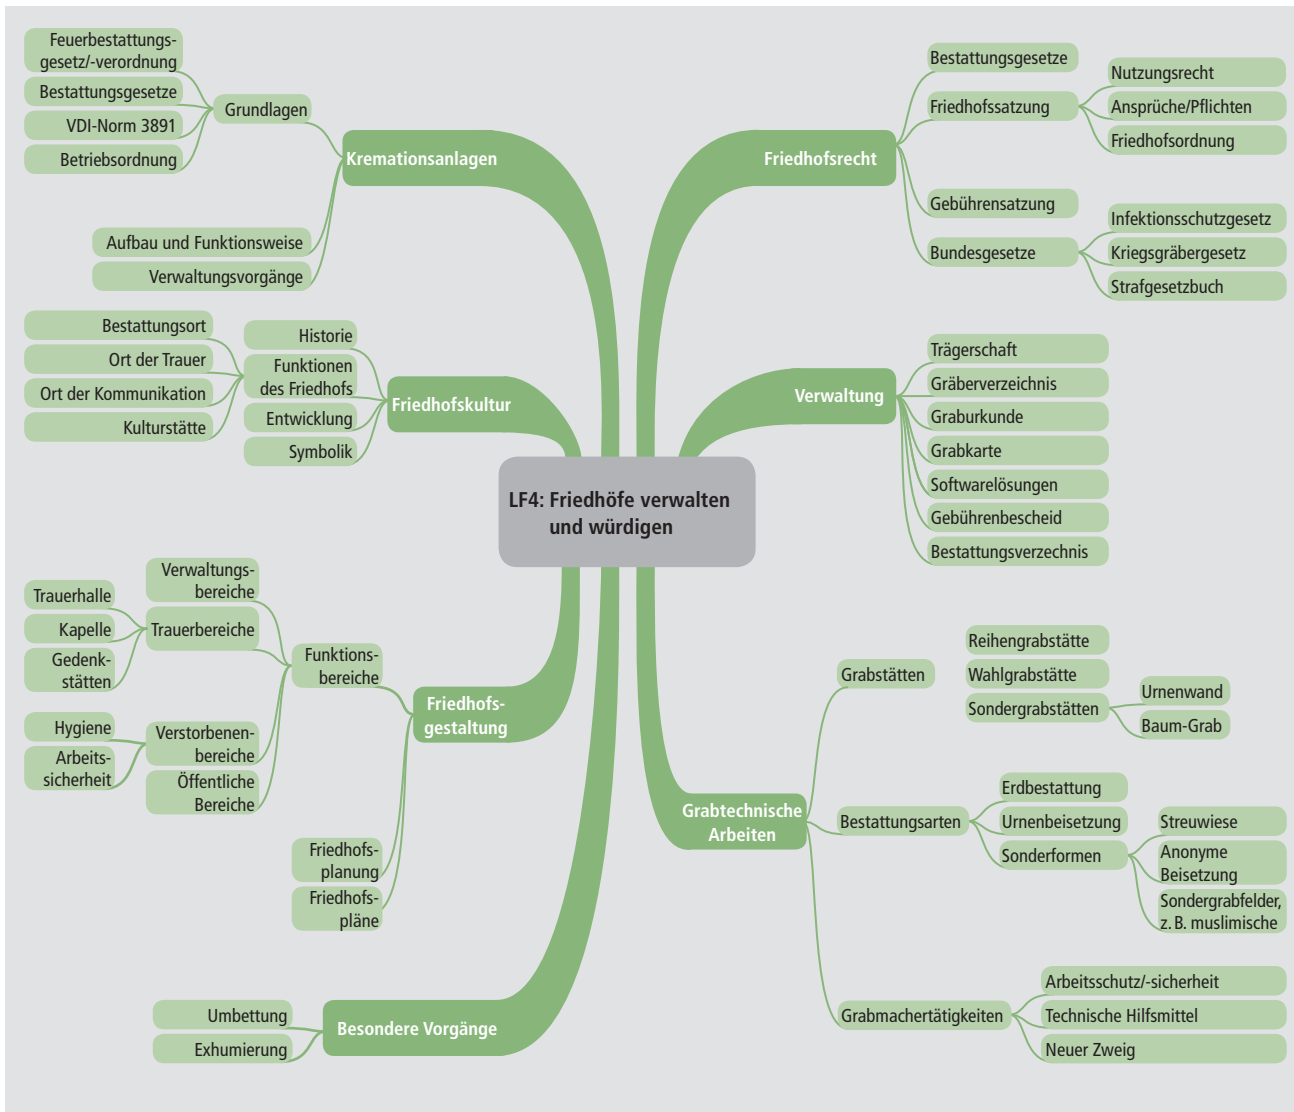 LF4: Friedhöfe verwalten
und würdigen
Kremationsanlagen
Grundlagen
Feuerbestattungs-
gesetz/-verordnung
Bestattungsgesetze
VDI-Norm 3891
Betriebsordnung
Aufbau und Funktionsweise
Verwaltungsvorgänge
Friedhofskultur
Historie
Funktionen
des Friedhofs
Bestattungsort
Ort der Trauer
Ort der Kommunikation
Kulturstätte
Entwicklung
Symbolik
Friedhofs-
gestaltung
Funktions-
bereiche
Verwaltungs-
bereiche
Trauerbereiche
Trauerhalle
Kapelle
Gedenk-
stätten
Verstorbenen-
bereiche
Hygiene
Arbeits-
sicherheit
Öffentliche
Bereiche
Friedhofs-
planung
Friedhofs-
pläne
Besondere Vorgänge
Umbettung
Exhumierung
Friedhofsrecht
Bestattungsgesetze
Friedhofssatzung
Nutzungsrecht
Ansprüche/Pflichten
Friedhofsordnung
Gebührensatzung
Bundesgesetze
Infektionsschutzgesetz
Kriegsgräbergesetz
Strafgesetzbuch
Verwaltung
Trägerschaft
Gräberverzeichnis
Graburkunde
Grabkarte
Softwarelösungen
Gebührenbescheid
Bestattungsverzechnis
Grabtechnische
Arbeiten
Grabstätten
Reihengrabstätte
Wahlgrabstätte
Sondergrabstätten
Urnenwand
Baum-Grab
Bestattungsarten
Erdbestattung
Urnenbeisetzung
Sonderformen
Streuwiese
Anonyme
Beisetzung
Sondergrabfelder,
z. B. muslimische
Grabmachertätigkeiten
Arbeitsschutz/-sicherheit
Technische Hilfsmittel
Neuer Zweig